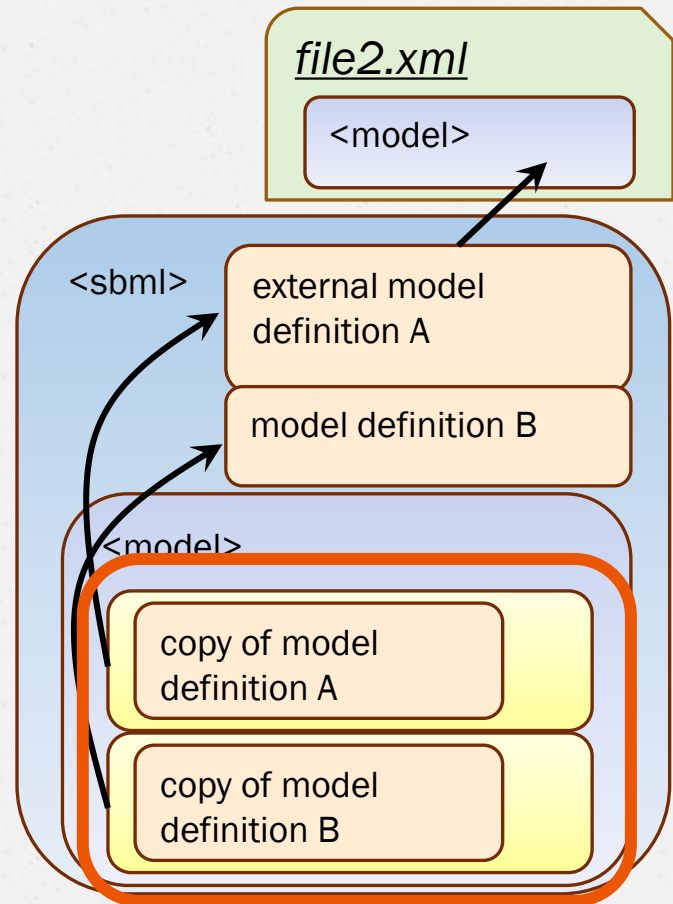 file2.xml
<model>
<sbml>
external model
definition A
model definition B
<model>
copy of model
definition A
copy of model
definition B